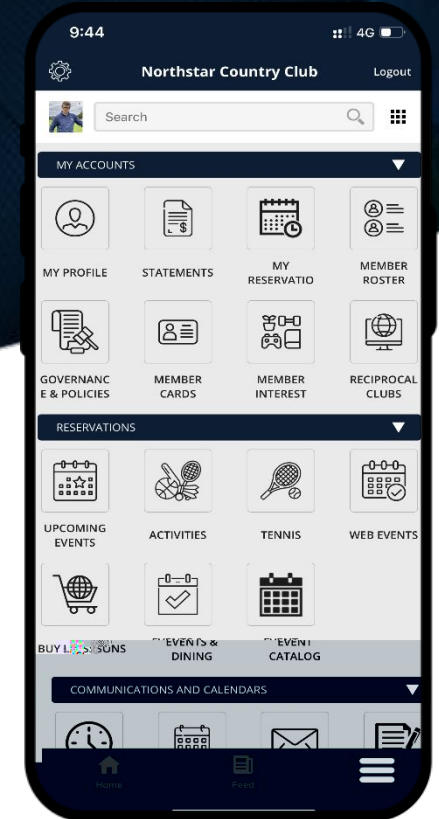 9:44
4G
Northstar Country Club
Logout
Search
MY ACCOUNTS
MY PROFILE
STATEMENTS
MY
RESERVATIO
MEMBER
ROSTER
GOVERNANC
E & POLICIES
MEMBER
CARDS
MEMBER
INTEREST
RECIPROCAL
CLUBS
RESERVATIONS
UPCOMING
EVENTS
ACTIVITIES
TENNIS
WEB EVENTS
BUY
EVENTS &
DINING
EVENT
CATALOG
COMMUNICATIONS AND CALENDARS
Home
Feed